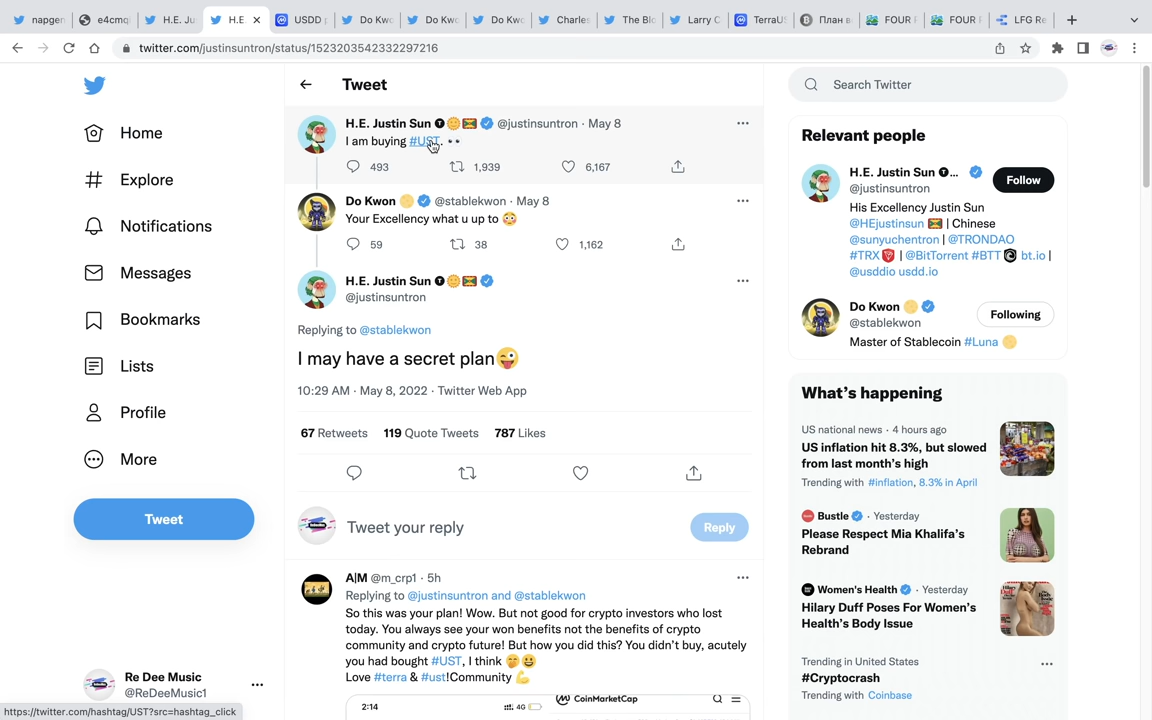 napgen
e4cmq
H.E. Ju
H.E.
USDD p
Do Kwo
Do Kwo
Do Kwo
Charles
The Blo
Larry C
TerraUS
План в
FOUR F
FOUR F
LFG Re
twitter.com/justinsuntron/status/1523203542332297216
Home
Explore
Notifications
Messages
Bookmarks
Lists
Profile
More
Tweet
Re Dee Music
@ReDeeMusic1
https://twitter.com/hashtag/UST?src=hashtag_click
Tweet
H.E. Justin Sun 🅣🌞🇬🇩 @justinsuntron · May 8
I am buying #UST. 👀
493 1,939 6,167
Do Kwon 🌕 @stablekwon · May 8
Your Excellency what u up to 😳
59 38 1,162
H.E. Justin Sun 🅣🌞🇬🇩
@justinsuntron
Replying to @stablekwon
I may have a secret plan😜
10:29 AM · May 8, 2022 · Twitter Web App
67 Retweets 119 Quote Tweets 787 Likes
Tweet your reply
Reply
A|M @m_crp1 · 5h
Replying to @justinsuntron and @stablekwon
So this was your plan! Wow. But not good for crypto investors who lost
today. You always see your won benefits not the benefits of crypto
community and crypto future! But how you did this? You didn't buy, acutely
you had bought #UST, I think 🤭😃
Love #terra & #ust!Community 💪
2:14
4G
CoinMarketCap
Search Twitter
Relevant people
H.E. Justin Sun 🅣...
@justinsuntron
Follow
His Excellency Justin Sun
@HEjustinsun 🇬🇩 | Chinese
@sunyuchentron | @TRONDAO
#TRX | @BitTorrent #BTT bt.io |
@usddio usdd.io
Do Kwon 🌕
@stablekwon
Following
Master of Stablecoin #Luna 🌕
What's happening
US national news · 4 hours ago
US inflation hit 8.3%, but slowed
from last month's high
Trending with #inflation, 8.3% in April
Bustle · Yesterday
Please Respect Mia Khalifa's
Rebrand
Women's Health · Yesterday
Hilary Duff Poses For Women's
Health's Body Issue
Trending in United States
#Cryptocrash
Trending with Coinbase